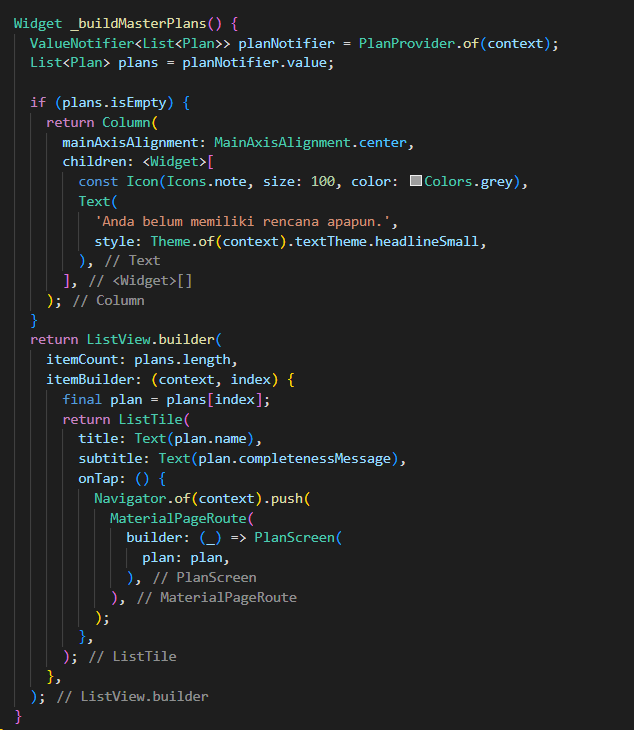 Widget _buildMasterPlans() {
  ValueNotifier<List<Plan>> planNotifier = PlanProvider.of(context);
  List<Plan> plans = planNotifier.value;

  if (plans.isEmpty) {
    return Column(
      mainAxisAlignment: MainAxisAlignment.center,
      children: <Widget>[
        const Icon(Icons.note, size: 100, color: Colors.grey),
        Text(
          'Anda belum memiliki rencana apapun.',
          style: Theme.of(context).textTheme.headlineSmall,
        ), // Text
      ], // <Widget>[]
    ); // Column
  }
  return ListView.builder(
    itemCount: plans.length,
    itemBuilder: (context, index) {
      final plan = plans[index];
      return ListTile(
        title: Text(plan.name),
        subtitle: Text(plan.completenessMessage),
        onTap: () {
          Navigator.of(context).push(
            MaterialPageRoute(
              builder: (_) => PlanScreen(
                plan: plan,
              ), // PlanScreen
            ), // MaterialPageRoute
          );
        },
      ); // ListTile
    },
  ); // ListView.builder
}